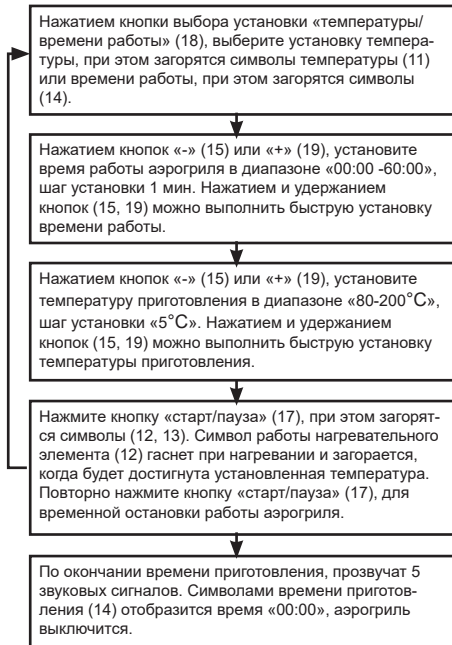 Нажатием кнопки выбора установки «температуры/
времени работы» (18), выберите установку темпера-
туры, при этом загорятся символы температуры (11)
или времени работы, при этом загорятся символы
(14).
Нажатием кнопок «-» (15) или «+» (19), установите
время работы аэрогриля в диапазоне «00:00 -60:00»,
шаг установки 1 мин. Нажатием и удержанием
кнопок (15, 19) можно выполнить быструю установку
времени работы.
Нажатием кнопок «-» (15) или «+» (19), установите
температуру приготовления в диапазоне «80-200°C»,
шаг установки «5°C». Нажатием и удержанием
кнопок (15, 19) можно выполнить быструю установку
температуры приготовления.
Нажмите кнопку «старт/пауза» (17), при этом загорят-
ся символы (12, 13). Символ работы нагревательного
элемента (12) гаснет при нагревании и загорается,
когда будет достигнута установленная температура.
Повторно нажмите кнопку «старт/пауза» (17), для
временной остановки работы аэрогриля.
По окончании времени приготовления, прозвучат 5
звуковых сигналов. Символами времени приготов-
ления (14) отобразится время «00:00», аэрогриль
выключится.